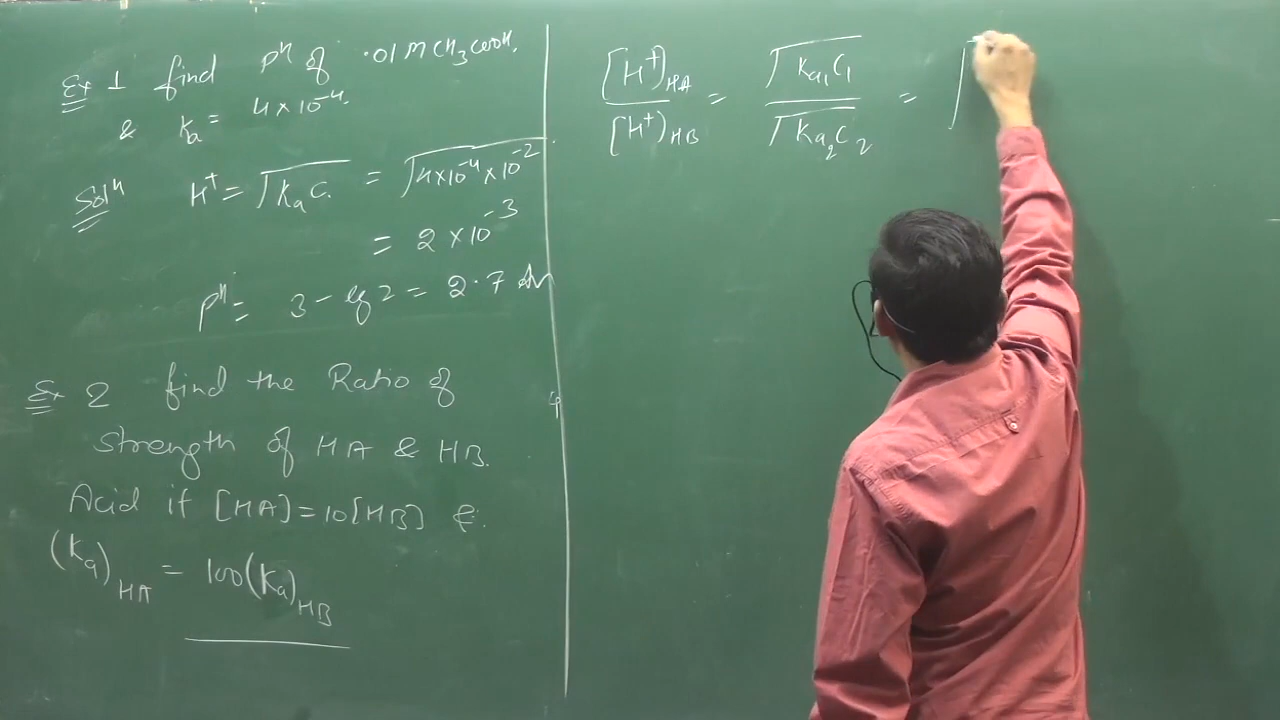 Ex 1 find pH of .01 M CH3COOH.
& Ka = 4×10⁻⁴.
Solⁿ H⁺ = √KaC. = √4×10⁻⁴×10⁻²
= 2×10⁻³
pH = 3 - lg 2 = 2.7 Ans
Ex 2 find the Ratio of
strength of HA & HB.
Acid if [HA]=10[HB] &
(Ka)HA = 100(Ka)HB
[H⁺]HA / [H⁺]HB = √Ka₁C₁ / √Ka₂C₂ = √